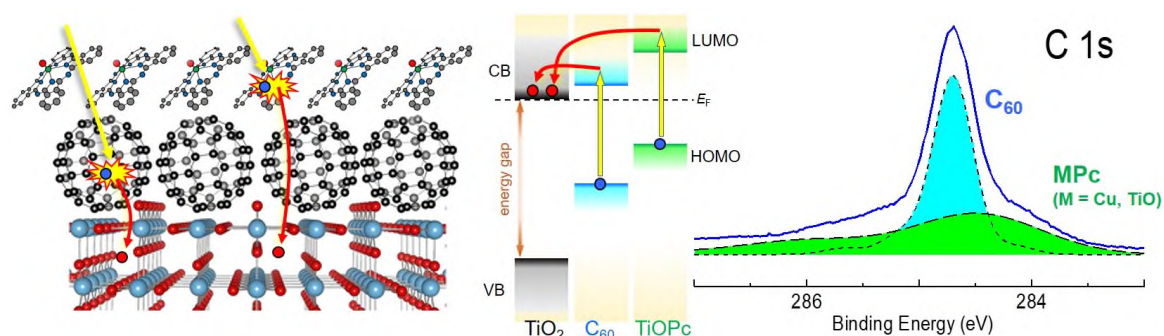 CB
LUMO
E_F
HOMO
energy gap
VB
TiO₂
C₆₀
TiOPc
C 1s
C₆₀
MPc
(M = Cu, TiO)
286
284
Binding Energy (eV)